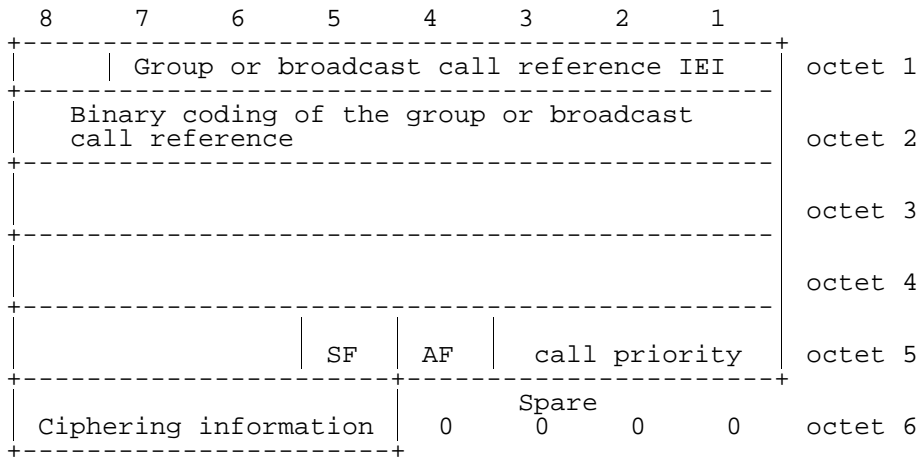 8 7 6 5 4 3 2 1
Group or broadcast call reference IEI octet 1
Binary coding of the group or broadcast
call reference octet 2
octet 3
octet 4
SF AF call priority octet 5
Spare
Ciphering information 0 0 0 0 octet 6